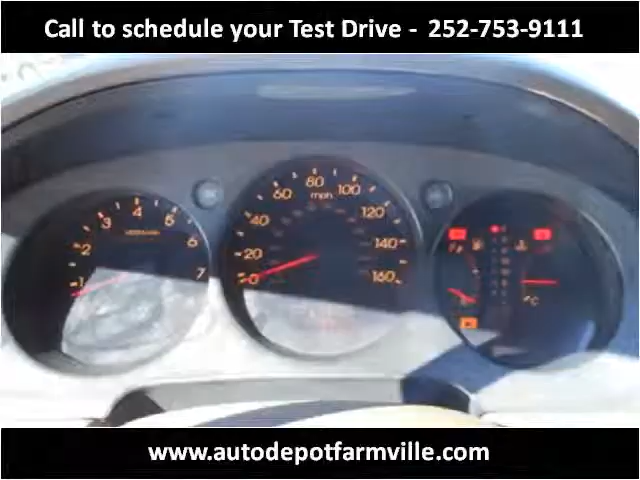 Call to schedule your Test Drive - 252-753-9111
80
60 100
mph
40 120
20 140
0 160
4
3 5
2 6
1 7
F
C
www.autodepotfarmville.com